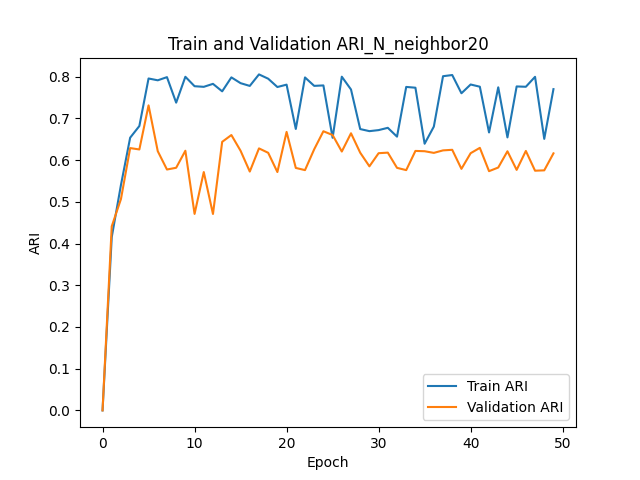 Train and Validation ARI_N_neighbor20
0.8
0.7
0.6
0.5
0.4
0.3
0.2
0.1
0.0
ARI
0 10 20 30 40 50
Epoch
Train ARI
Validation ARI